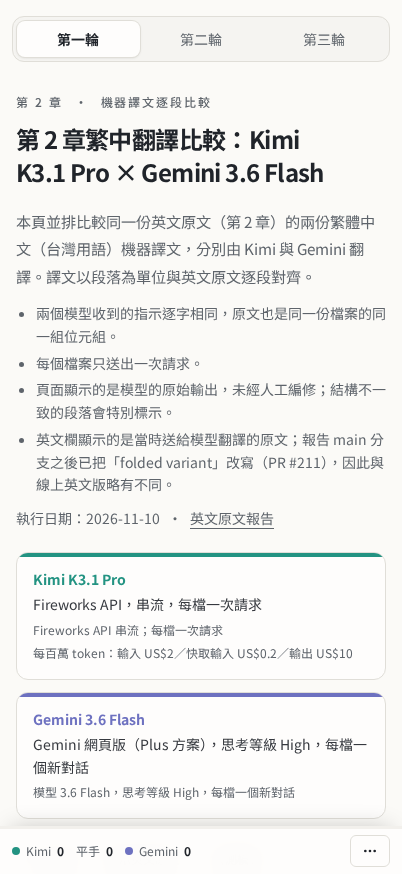 第一輪
第二輪
第三輪
第 2 章 • 機器譯文逐段比較
第 2 章繁中翻譯比較：Kimi
K3.1 Pro × Gemini 3.6 Flash
本頁並排比較同一份英文原文（第 2 章）的兩份繁體中
文（台灣用語）機器譯文，分別由 Kimi 與 Gemini 翻
譯。譯文以段落為單位與英文原文逐段對齊。
• 兩個模型收到的指示逐字相同，原文也是同一份檔案的同
一組位元組。
• 每個檔案只送出一次請求。
• 頁面顯示的是模型的原始輸出，未經人工編修；結構不一
致的段落會特別標示。
• 英文欄顯示的是當時送給模型翻譯的原文；報告 main 分
支之後已把「folded variant」改寫（PR #211），因此與
線上英文版略有不同。
執行日期：2026-11-10 • 英文原文報告
Kimi K3.1 Pro
Fireworks API，串流，每檔一次請求
Fireworks API 串流；每檔一次請求
每百萬 token：輸入 US$2／快取輸入 US$0.2／輸出 US$10
Gemini 3.6 Flash
Gemini 網頁版（Plus 方案），思考等級 High，每檔一
個新對話
模型 3.6 Flash，思考等級 High，每檔一個新對話
Kimi 0 平手 0 Gemini 0